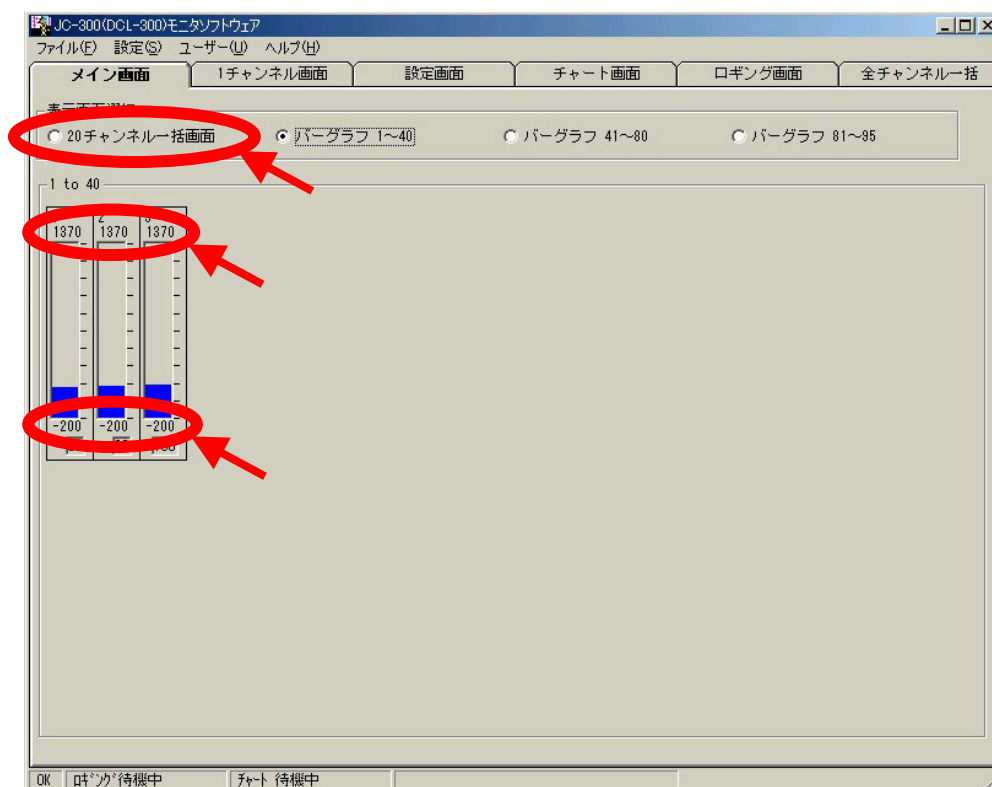 JC-300(DCL-300)モニタソフトウェア
ファイル(F) 設定(S) ユーザー(U) ヘルプ(H)
メイン画面 1チャンネル画面 設定画面 チャート画面 ロギング画面 全チャンネル一括
表示画面選択
20チャンネル一括画面 バーグラフ 1～40 バーグラフ 41～80 バーグラフ 81～95
1 to 40
2
1370 1370 1370
-200 -200 -200
OK ロギング待機中 チャート 待機中